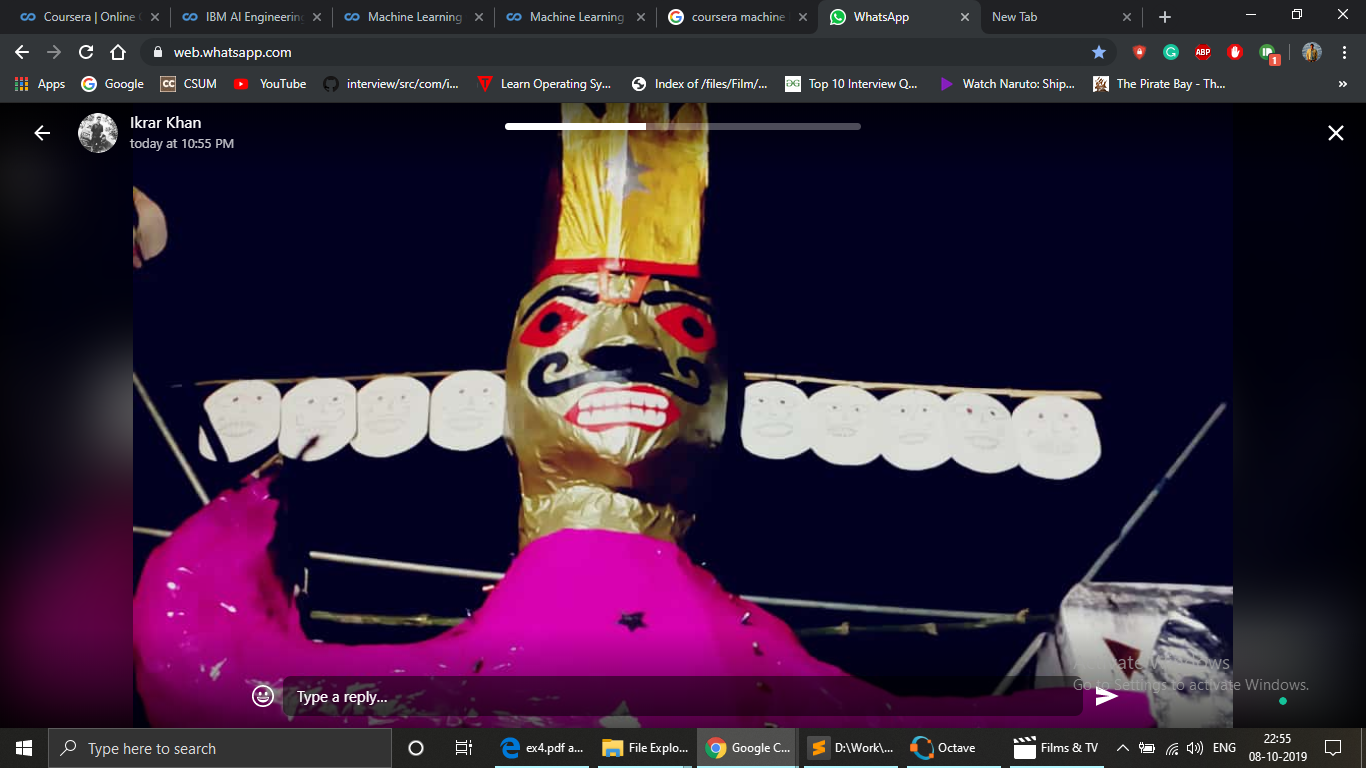 Coursera | Online
IBM AI Engineering
Machine Learning
Machine Learning
coursera machine
WhatsApp
New Tab
web.whatsapp.com
ABP
1
Apps
Google
CC CSUM
YouTube
interview/src/com/i...
Learn Operating Sy...
Index of /files/Film/...
Top 10 Interview Q...
Watch Naruto: Ship...
The Pirate Bay - Th...
»
Ikrar Khan
today at 10:55 PM
Type a reply...
Activate Windows
Go to Settings to activate Windows.
Type here to search
ex4.pdf a...
File Explo...
Google C...
D:\Work\...
Octave
Films & TV
ENG
22:55
08-10-2019